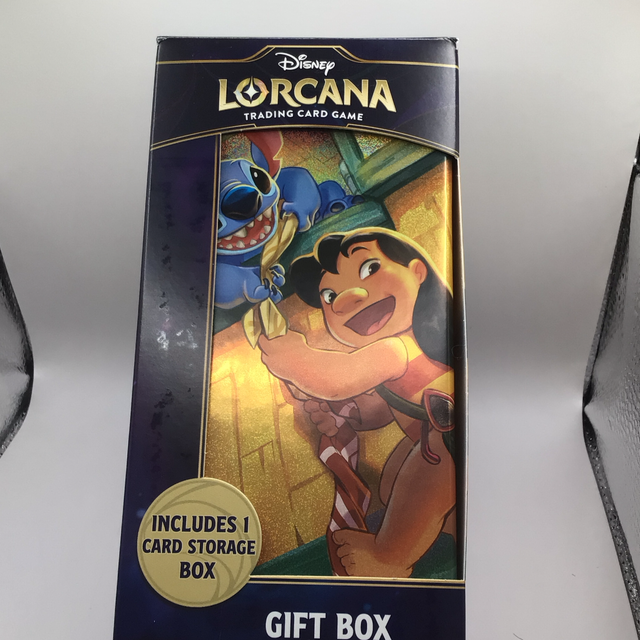 Disney
LORCANA
TRADING CARD GAME
INCLUDES 1
CARD STORAGE
BOX
GIFT BOX